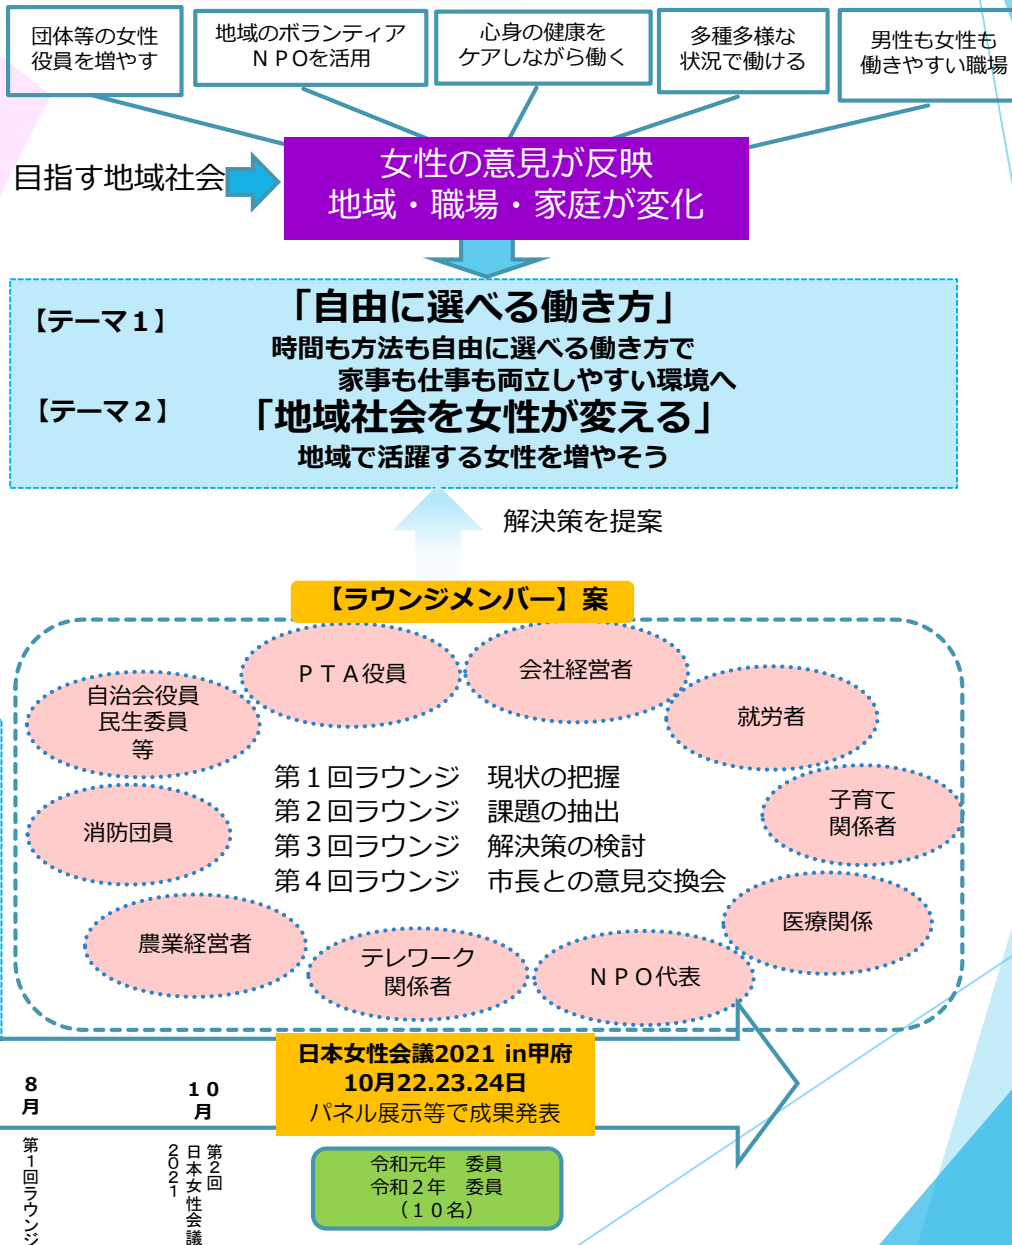 団体等の女性
役員を増やす
地域のボランティア
ＮＰＯを活用
心身の健康を
ケアしながら働く
多種多様な
状況で働ける
男性も女性も
働きやすい職場
目指す地域社会
女性の意見が反映
地域・職場・家庭が変化
【テーマ１】
「自由に選べる働き方」
時間も方法も自由に選べる働き方で
家事も仕事も両立しやすい環境へ
【テーマ２】
「地域社会を女性が変える」
地域で活躍する女性を増やそう
解決策を提案
【ラウンジメンバー】案
ＰＴＡ役員
会社経営者
自治会役員
民生委員
等
就労者
消防団員
子育て
関係者
第１回ラウンジ　現状の把握
第２回ラウンジ　課題の抽出
第３回ラウンジ　解決策の検討
第４回ラウンジ　市長との意見交換会
農業経営者
テレワーク
関係者
ＮＰＯ代表
医療関係
日本女性会議2021 in甲府
10月22.23.24日
パネル展示等で成果発表
８
月
１０
月
第１回ラウンジ
第２回
日本女性会議
２０２１
令和元年　委員
令和２年　委員
（１０名）